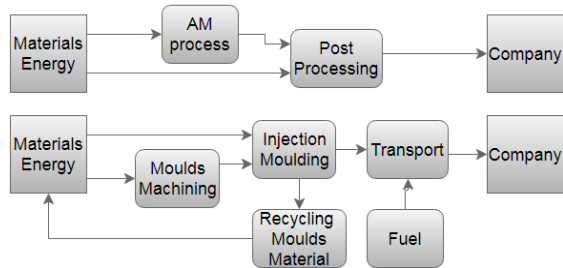 Materials
Energy
AM
process
Post
Processing
Company
Materials
Energy
Moulds
Machining
Injection
Moulding
Transport
Company
Recycling
Moulds
Material
Fuel